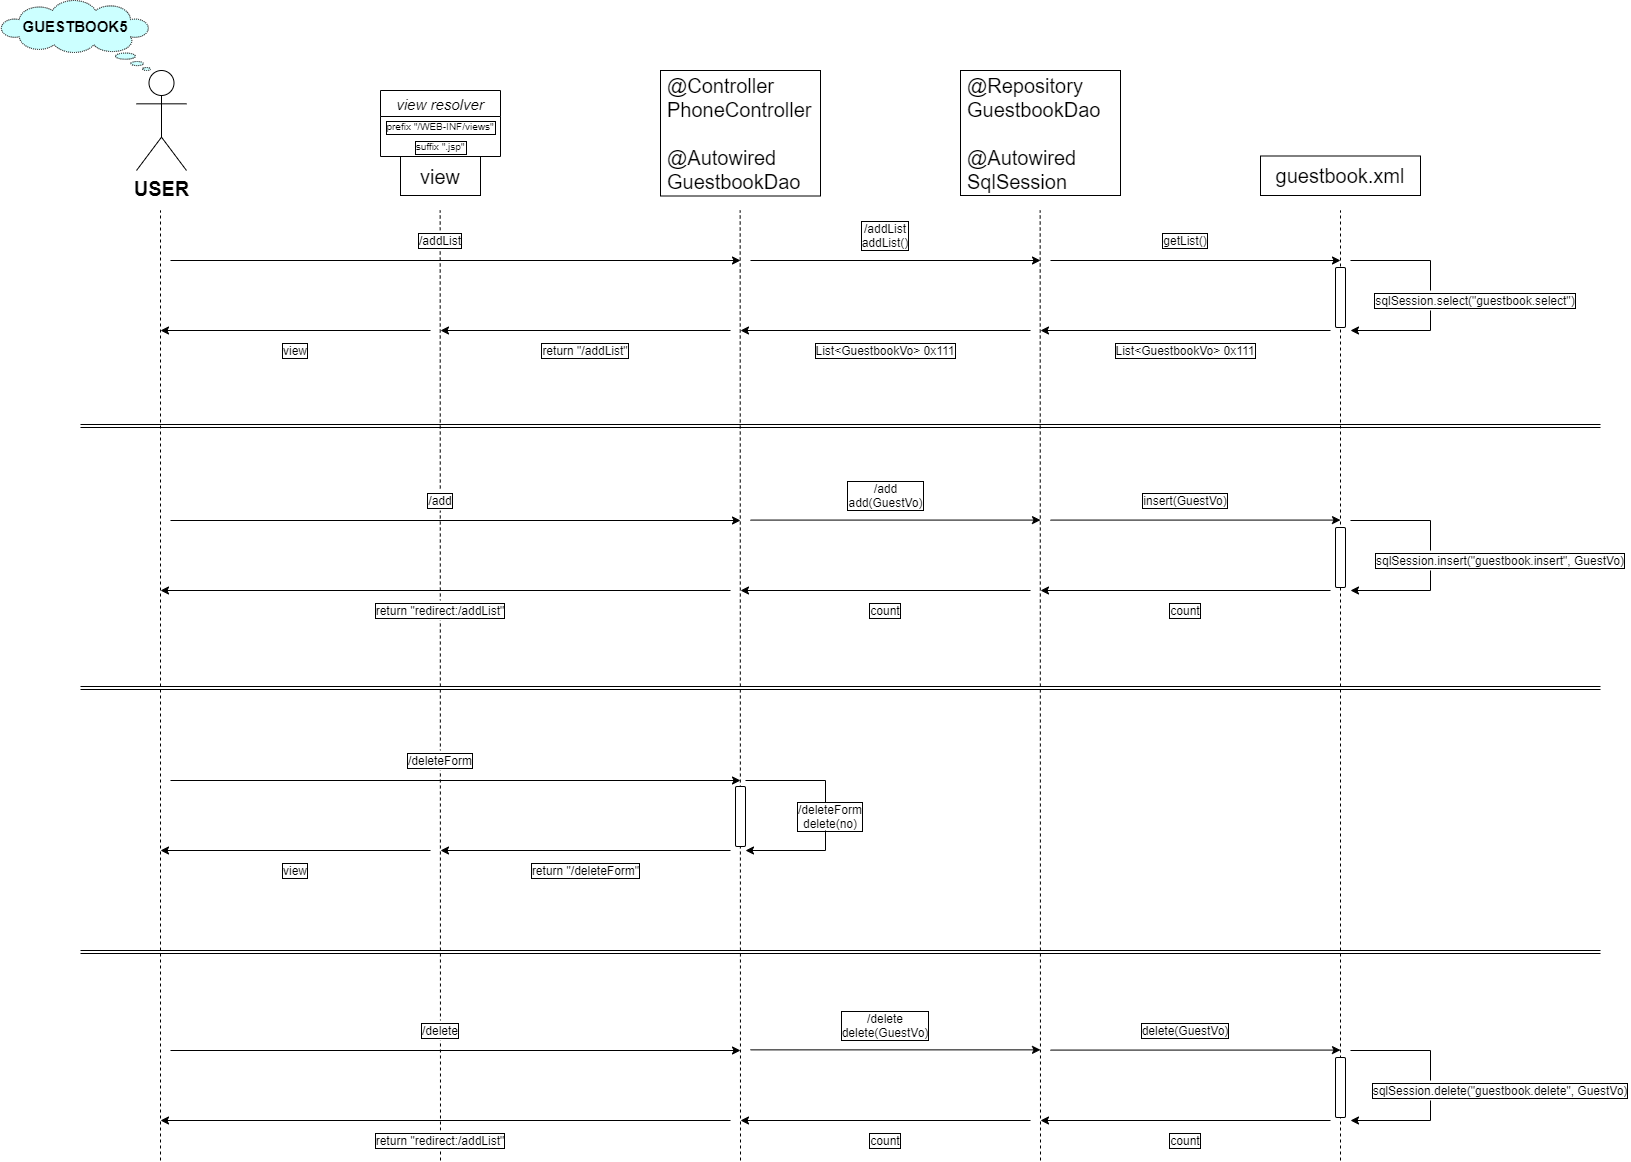 GUESTBOOK5
USER
view resolver
prefix "/WEB-INF/views"
suffix ".jsp"
view
@Controller
PhoneController
@Autowired
GuestbookDao
@Repository
GuestbookDao
@Autowired
SqlSession
guestbook.xml
/addList
/addList
addList()
getList()
sqlSession.select("guestbook.select")
view
return "/addList"
List<GuestbookVo> 0x111
List<GuestbookVo> 0x111
/add
/add
add(GuestVo)
insert(GuestVo)
sqlSession.insert("guestbook.insert", GuestVo)
return "redirect:/addList"
count
count
/deleteForm
/deleteForm
delete(no)
view
return "/deleteForm"
/delete
/delete
delete(GuestVo)
delete(GuestVo)
sqlSession.delete("guestbook.delete", GuestVo)
return "redirect:/addList"
count
count